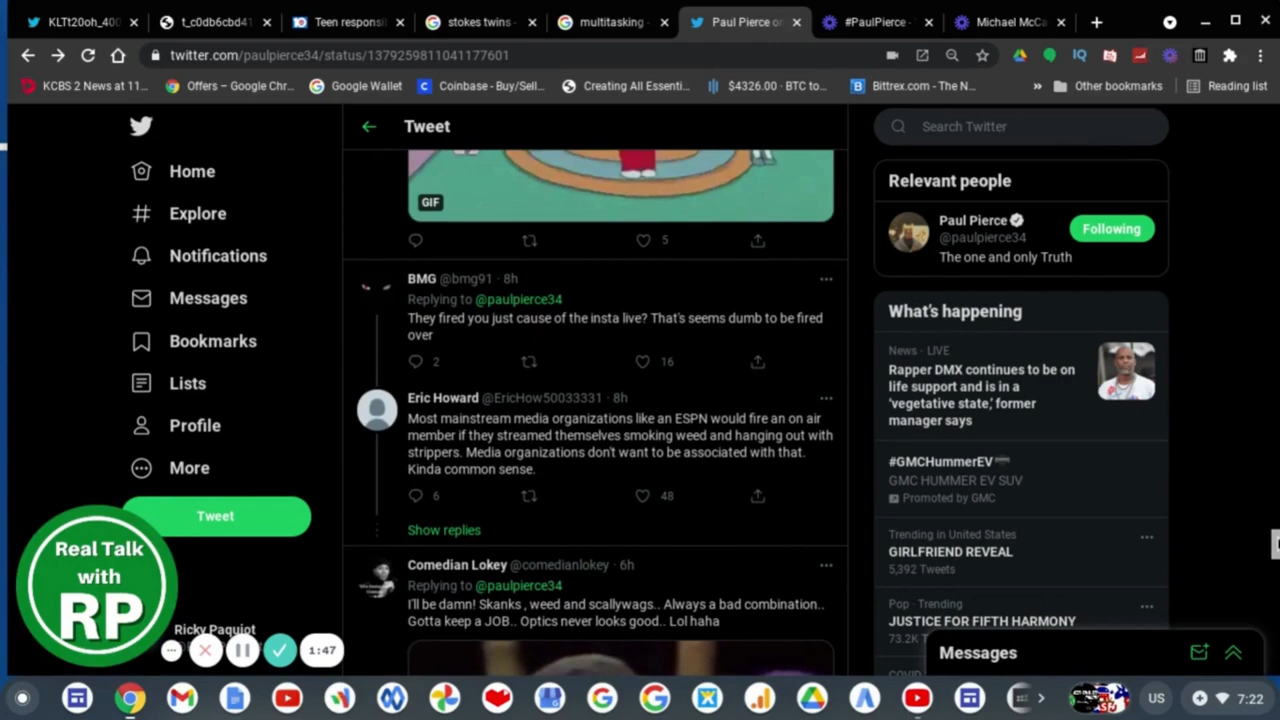 KLTt20oh_400
t_c0db6cbd41
Teen responsi
stokes twins -
multitasking -
Paul Pierce or
#PaulPierce -
Michael McCa
twitter.com/paulpierce34/status/1379259811041177601
KCBS 2 News at 11...
Offers – Google Chr...
Google Wallet
Coinbase - Buy/Sell...
Creating All Essenti...
$4326.00 · BTC to...
Bittrex.com - The N...
»
Other bookmarks
Reading list
Home
Explore
Notifications
Messages
Bookmarks
Lists
Profile
More
Tweet
Real Talk
with
RP
Ricky Paquiot
1:47
Tweet
GIF
5
BMG @bmg91 · 8h
Replying to @paulpierce34
They fired you just cause of the insta live? That's seems dumb to be fired
over
2
16
Eric Howard @EricHow50033331 · 8h
Most mainstream media organizations like an ESPN would fire an on air
member if they streamed themselves smoking weed and hanging out with
strippers. Media organizations don't want to be associated with that.
Kinda common sense.
6
48
Show replies
Comedian Lokey @comedianlokey · 6h
Replying to @paulpierce34
I'll be damn! Skanks , weed and scallywags.. Always a bad combination..
Gotta keep a JOB.. Optics never looks good.. Lol haha
Search Twitter
Relevant people
Paul Pierce
@paulpierce34
Following
The one and only Truth
What's happening
News · LIVE
Rapper DMX continues to be on
life support and is in a
'vegetative state,' former
manager says
#GMCHummerEV
GMC HUMMER EV SUV
Promoted by GMC
Trending in United States
GIRLFRIEND REVEAL
5,392 Tweets
Pop · Trending
JUSTICE FOR FIFTH HARMONY
73.2K
Messages
US
7:22